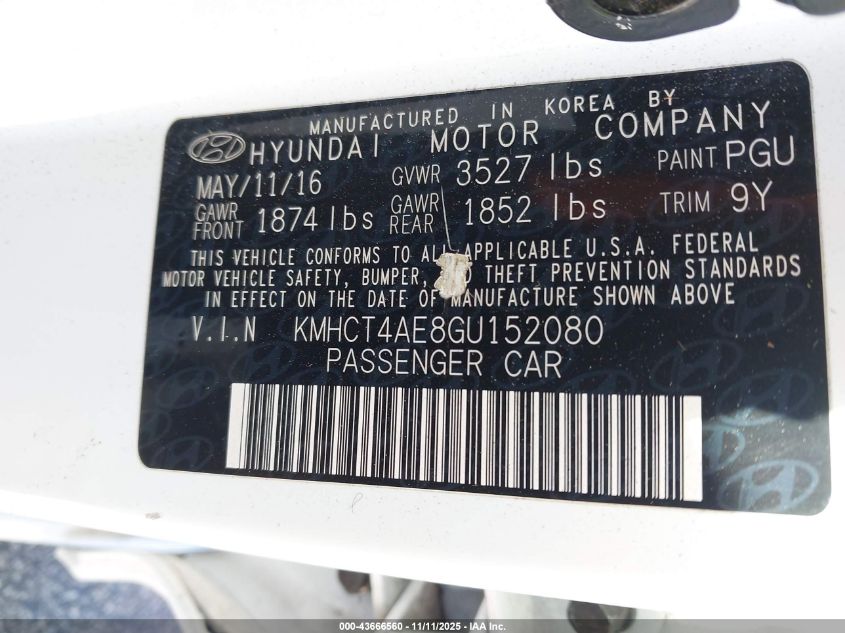 MANUFACTURED IN KOREA BY
HYUNDAI MOTOR COMPANY
MAY/11/16 GVWR 3527 lbs PAINT PGU
GAWR FRONT 1874 lbs GAWR REAR 1852 lbs TRIM 9Y
THIS VEHICLE CONFORMS TO ALL APPLICABLE U.S.A. FEDERAL
MOTOR VEHICLE SAFETY, BUMPER, THEFT PREVENTION STANDARDS
IN EFFECT ON THE DATE OF MANUFACTURE SHOWN ABOVE
V.I.N KMHCT4AE8GU152080
PASSENGER CAR
000-43666560 - 11/11/2025 - IAA Inc.